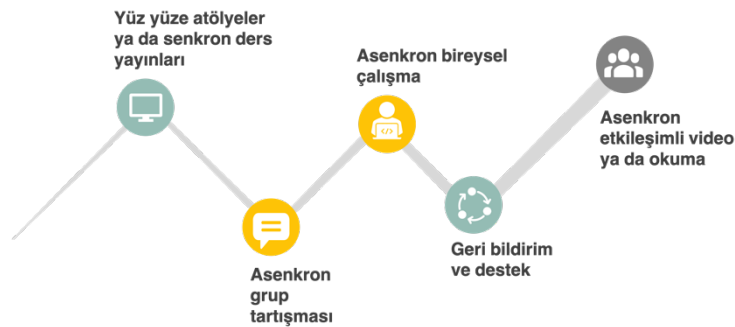 Yüz yüze atölyeler
ya da senkron ders
yayınları
Asenkron
grup
tartışması
Asenkron bireysel
çalışma
</>
Geri bildirim
ve destek
Asenkron
etkileşimli video
ya da okuma